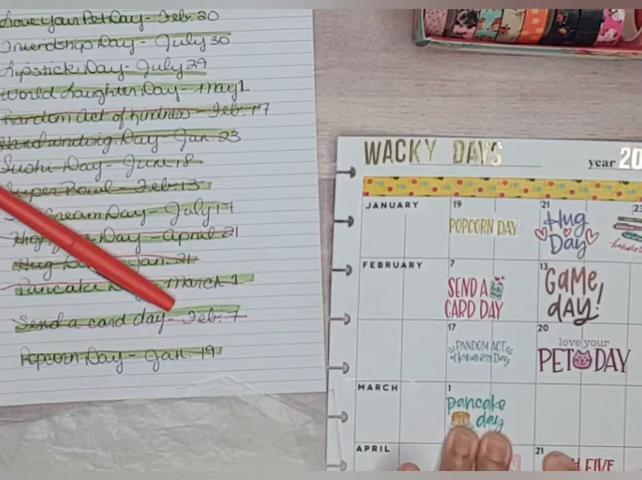 Love Your Pet Day - Feb. 20
Friendship Day - July 30
Lipstick Day - July 29
World Laughter Day - May 1
Random Act of Kindness - Feb. 17
Handwriting Day - Jan. 23
Sushi Day - June 18
Super Bowl - Feb. 13
Cream Day - July 17
Day - April 21
Hug Day - Jan. 21
Pancake March 1
Send a card day - Feb. 7
Popcorn Day - Jan. 19
WACKY DAYS
year 20
JANUARY
19
POPCORN DAY
21
Hug
Day
23
FEBRUARY
7
SEND A
CARD DAY
13
GAME
dAY!
17
RANDOM ACT
of Kindness Day
20
love your
PET DAY
MARCH
1
pancake
day
APRIL
21
FIVE